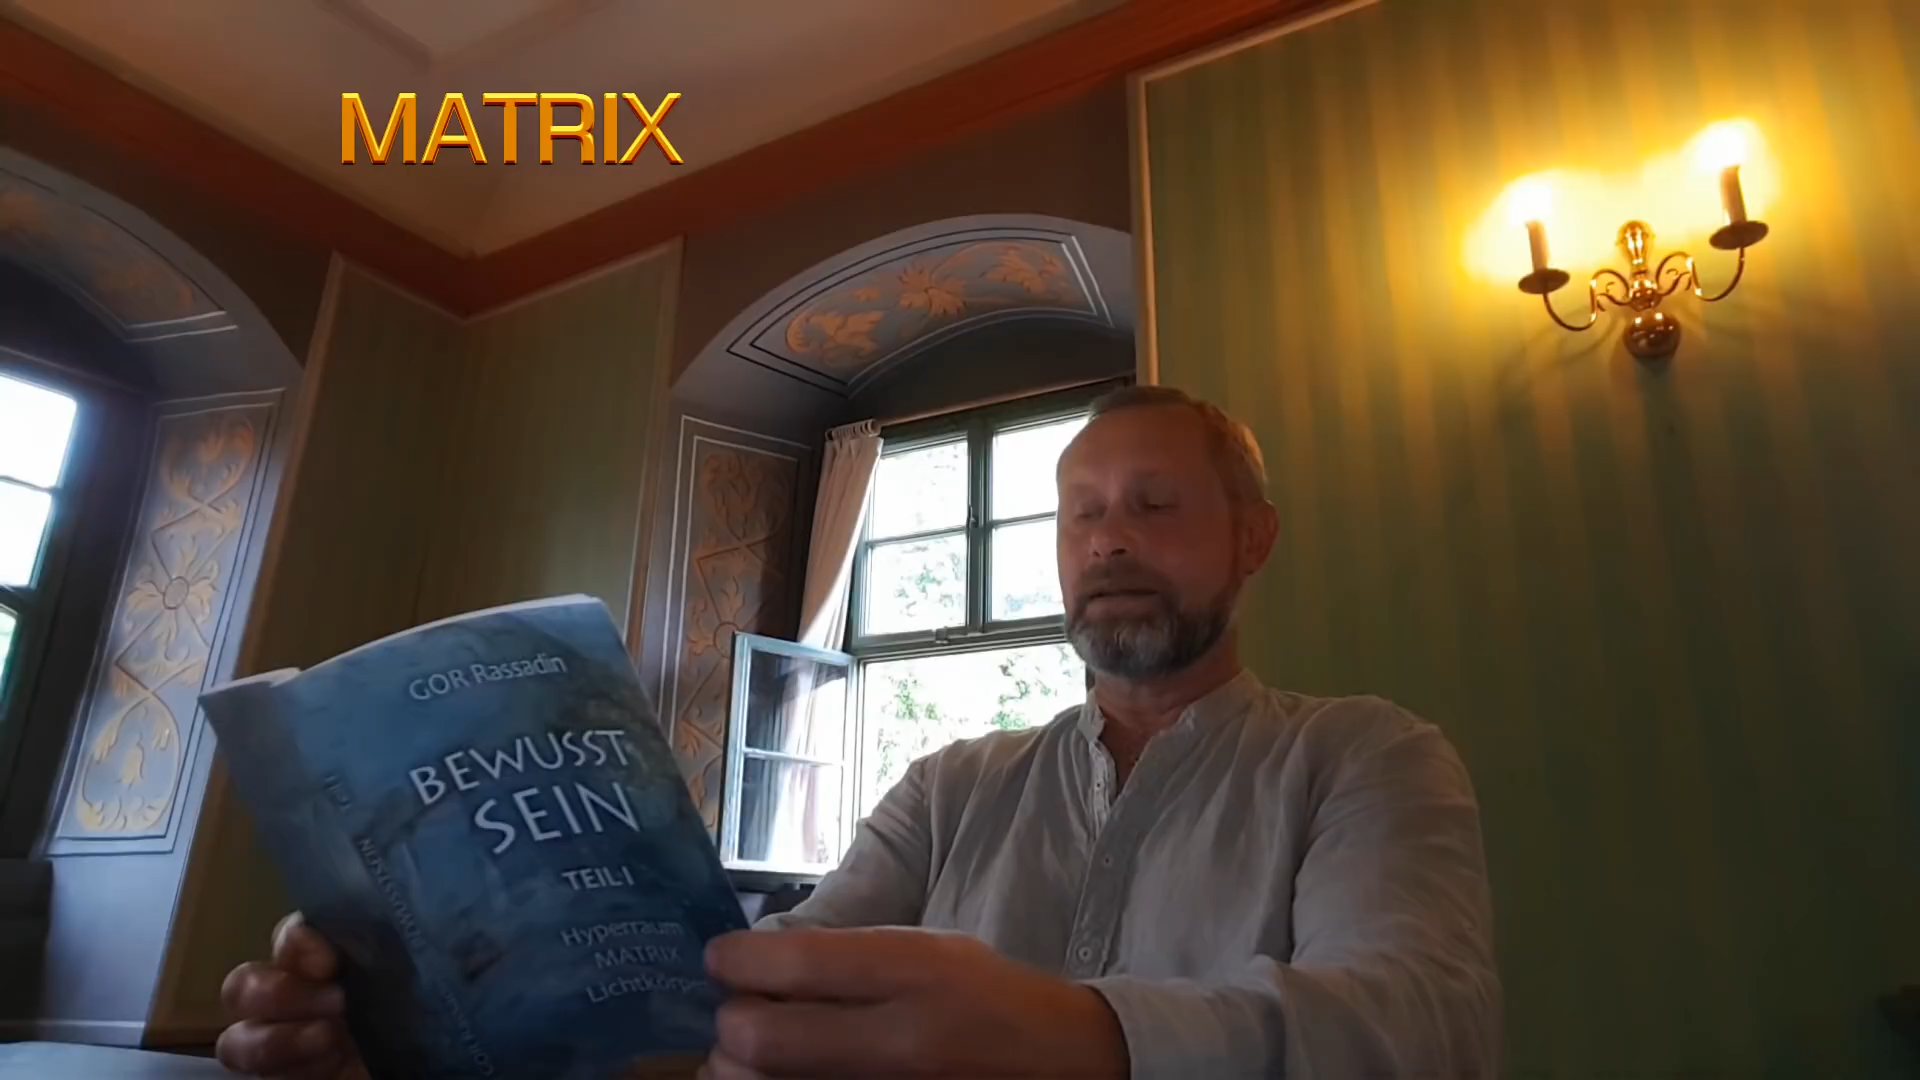 MATRIX
GOR Rassadin
BEWUSST
SEIN
TEIL·I
Hyperraum
MATRIX